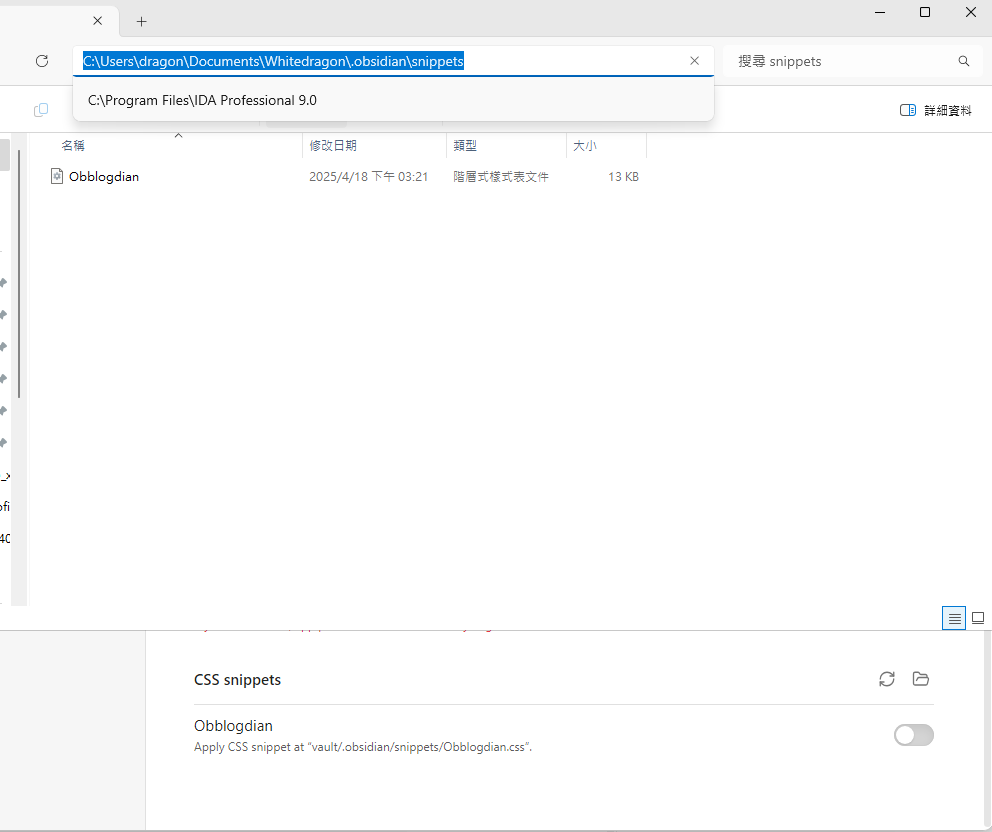 C:\Users\dragon\Documents\Whitedragon\.obsidian\snippets
搜尋 snippets
C:\Program Files\IDA Professional 9.0
詳細資料
名稱 修改日期 類型 大小
Obblogdian 2025/4/18 下午 03:21 階層式樣式表文件 13 KB
CSS snippets
Obblogdian
Apply CSS snippet at “vault/.obsidian/snippets/Obblogdian.css”.